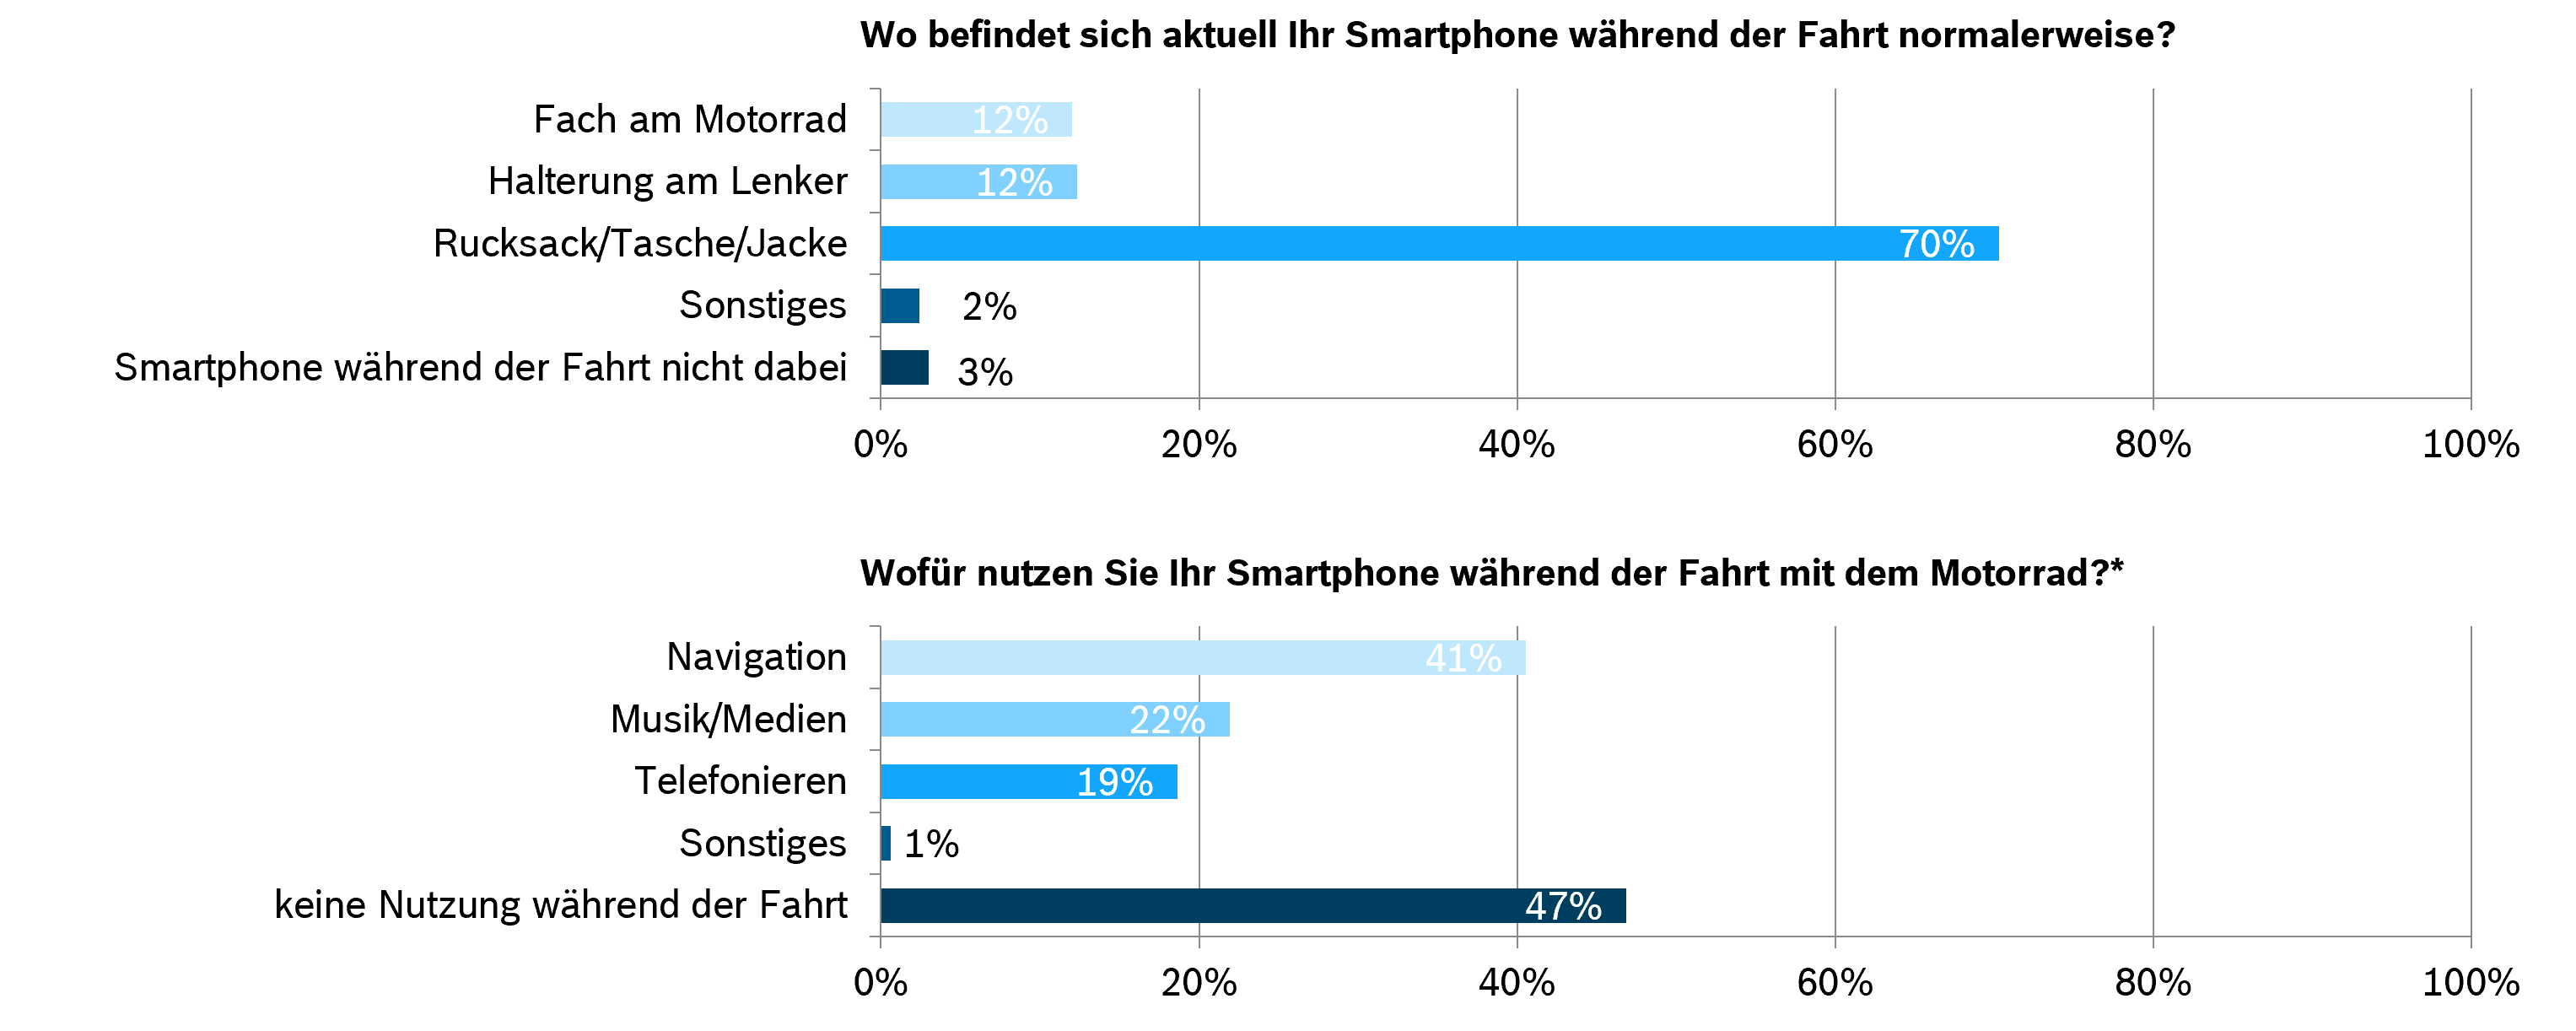 Wo befindet sich aktuell Ihr Smartphone während der Fahrt normalerweise?
Fach am Motorrad 12%
Halterung am Lenker 12%
Rucksack/Tasche/Jacke 70%
Sonstiges 2%
Smartphone während der Fahrt nicht dabei 3%
0% 20% 40% 60% 80% 100%
Wofür nutzen Sie Ihr Smartphone während der Fahrt mit dem Motorrad?*
Navigation 41%
Musik/Medien 22%
Telefonieren 19%
Sonstiges 1%
keine Nutzung während der Fahrt 47%
0% 20% 40% 60% 80% 100%